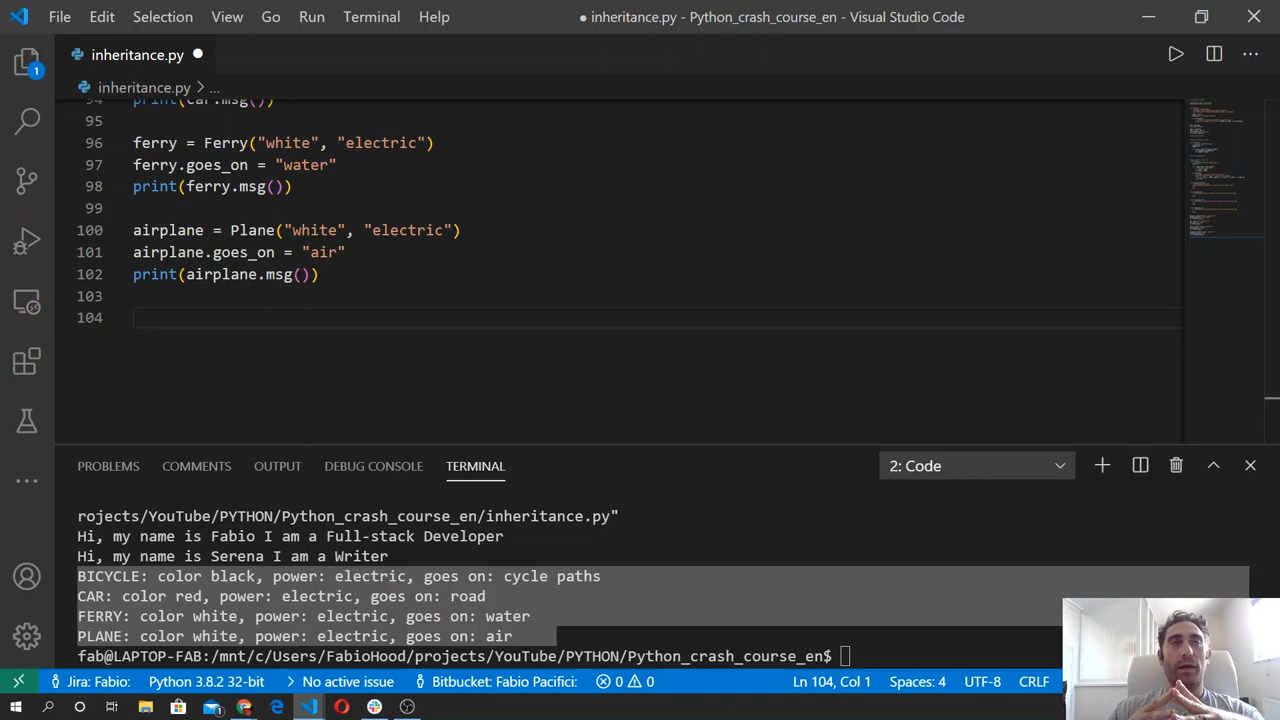 File Edit Selection View Go Run Terminal Help ● inheritance.py - Python_crash_course_en - Visual Studio Code
inheritance.py ●
inheritance.py > ...
1
94 print(car.msg())
95
96 ferry = Ferry("white", "electric")
97 ferry.goes_on = "water"
98 print(ferry.msg())
99
100 airplane = Plane("white", "electric")
101 airplane.goes_on = "air"
102 print(airplane.msg())
103
104
PROBLEMS COMMENTS OUTPUT DEBUG CONSOLE TERMINAL 2: Code
rojects/YouTube/PYTHON/Python_crash_course_en/inheritance.py"
Hi, my name is Fabio I am a Full-stack Developer
Hi, my name is Serena I am a Writer
BICYCLE: color black, power: electric, goes on: cycle paths
CAR: color red, power: electric, goes on: road
FERRY: color white, power: electric, goes on: water
PLANE: color white, power: electric, goes on: air
fab@LAPTOP-FAB:/mnt/c/Users/FabioHood/projects/YouTube/PYTHON/Python_crash_course_en$
Jira: Fabio: Python 3.8.2 32-bit No active issue Bitbucket: Fabio Pacifici: 0 0 Ln 104, Col 1 Spaces: 4 UTF-8 CRLF